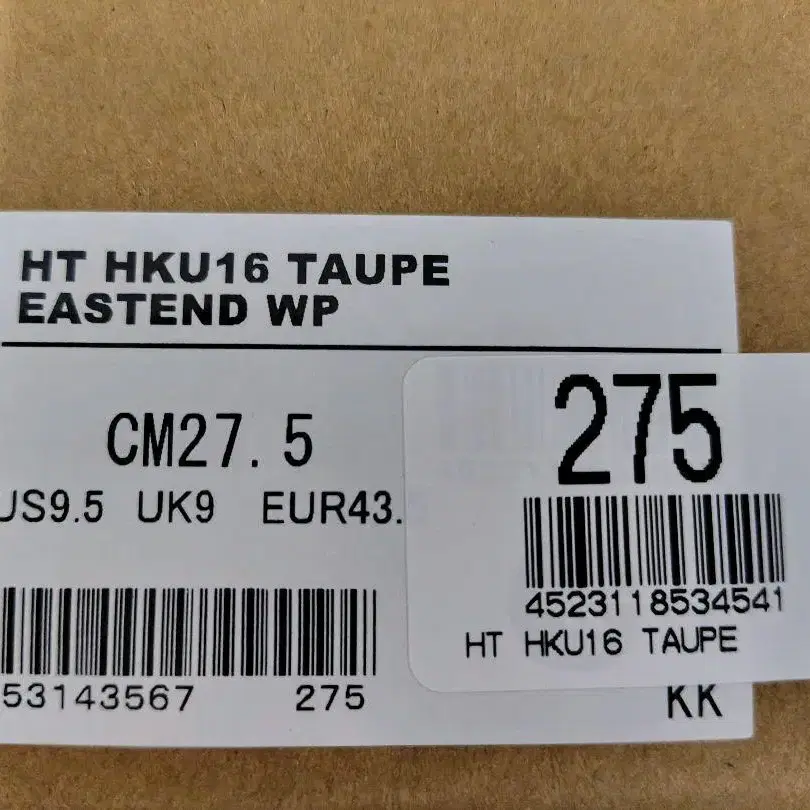 HT HKU16 TAUPE
EASTEND WP
CM27.5
US9.5 UK9 EUR43.
53143567 275
KK
275
4523118534541
HT HKU16 TAUPE